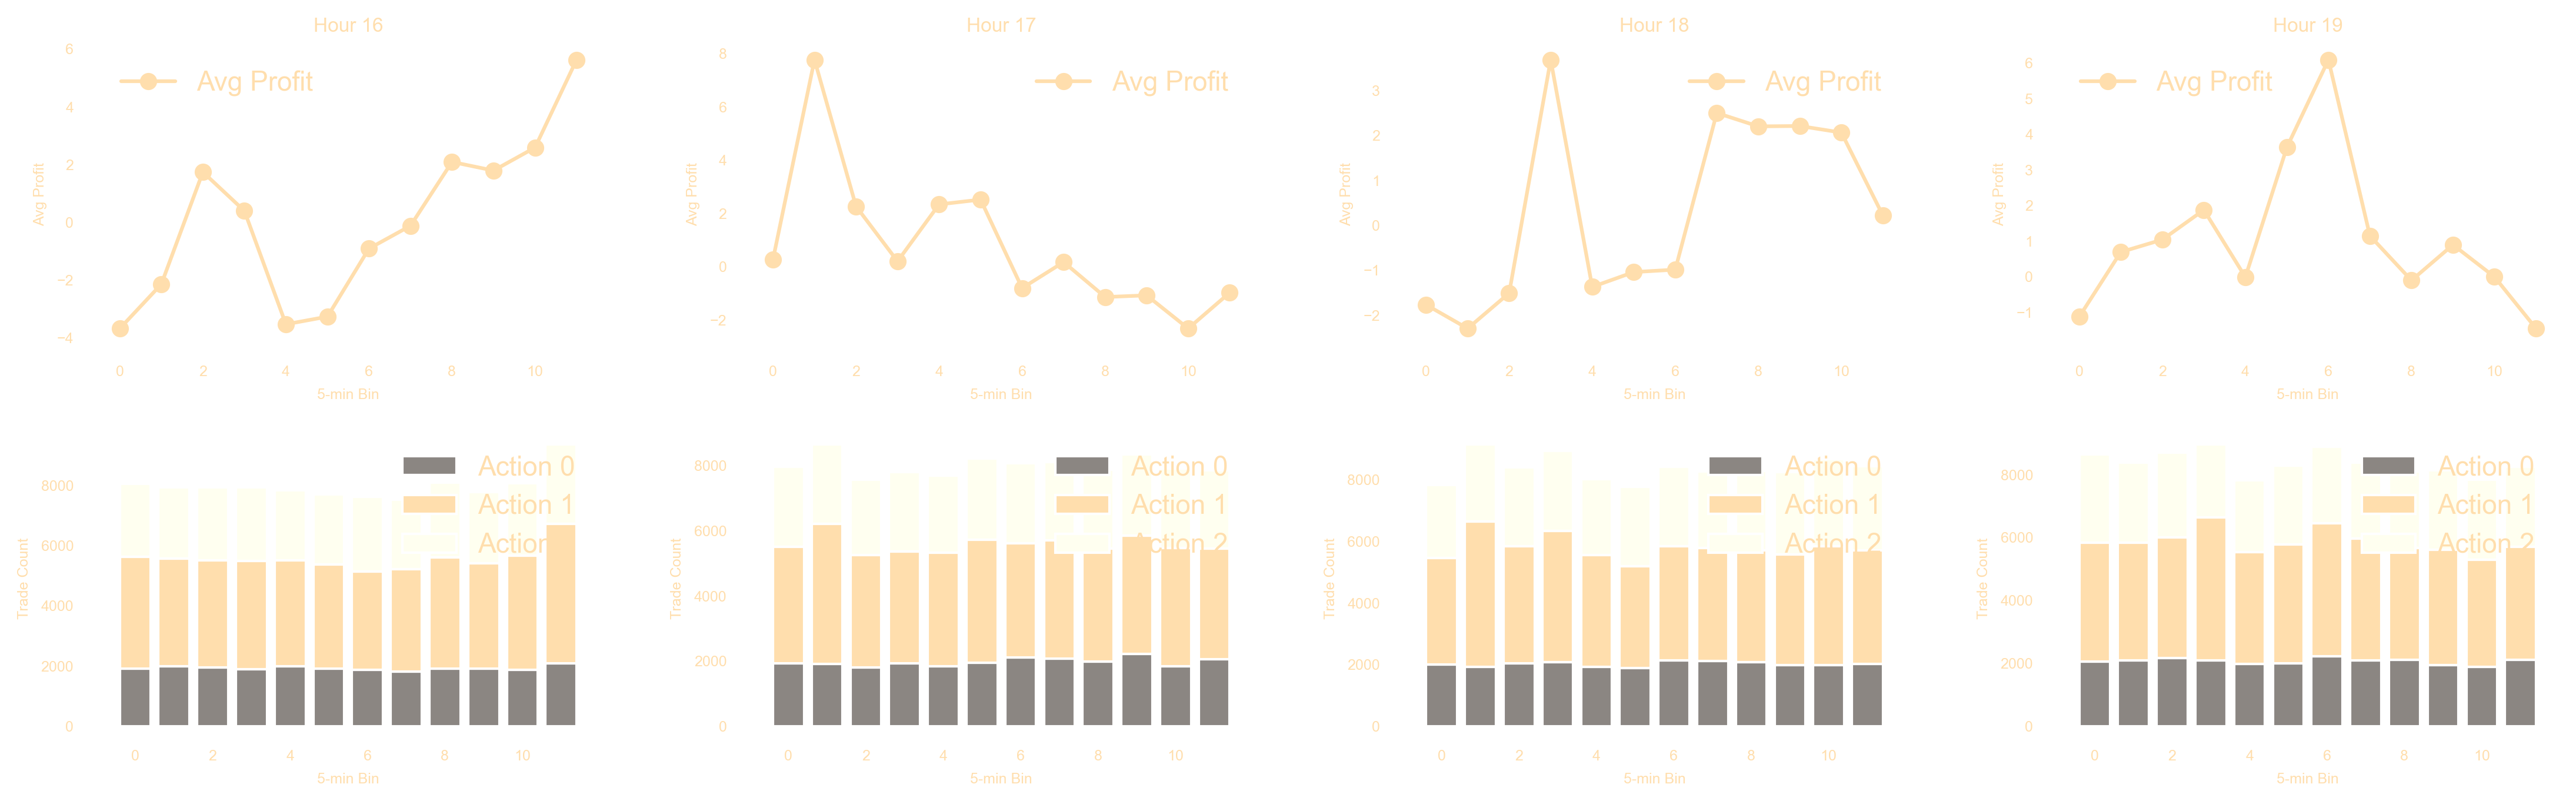 Hour 16
Avg Profit
Avg Profit
6
4
2
0
−2
−4
0 2 4 6 8 10
5-min Bin
Hour 17
Avg Profit
Avg Profit
8
6
4
2
0
−2
0 2 4 6 8 10
5-min Bin
Hour 18
Avg Profit
Avg Profit
3
2
1
0
−1
−2
0 2 4 6 8 10
5-min Bin
Hour 19
Avg Profit
Avg Profit
6
5
4
3
2
1
0
−1
0 2 4 6 8 10
5-min Bin
Action 0
Action 1
Action
Trade Count
8000
6000
4000
2000
0
0 2 4 6 8 10
5-min Bin
Action 0
Action 1
Action 2
Trade Count
8000
6000
4000
2000
0
0 2 4 6 8 10
5-min Bin
Action 0
Action 1
Action 2
Trade Count
8000
6000
4000
2000
0
0 2 4 6 8 10
5-min Bin
Action 0
Action 1
Action 2
Trade Count
8000
6000
4000
2000
0
0 2 4 6 8 10
5-min Bin